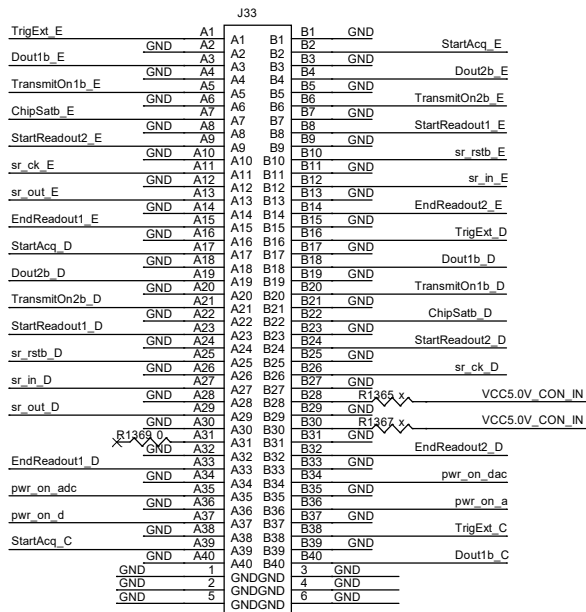 J33
TrigExt_E A1 A1 B1 B1 GND
GND A2 A2 B2 B2 StartAcq_E
Dout1b_E A3 A3 B3 B3 GND
GND A4 A4 B4 B4 Dout2b_E
TransmitOn1b_E A5 A5 B5 B5 GND
GND A6 A6 B6 B6 TransmitOn2b_E
ChipSatb_E A7 A7 B7 B7 GND
GND A8 A8 B8 B8 StartReadout1_E
StartReadout2_E A9 A9 B9 B9 GND
GND A10 A10 B10 B10 sr_rstb_E
sr_ck_E A11 A11 B11 B11 GND
GND A12 A12 B12 B12 sr_in_E
sr_out_E A13 A13 B13 B13 GND
GND A14 A14 B14 B14 EndReadout2_E
EndReadout1_E A15 A15 B15 B15 GND
GND A16 A16 B16 B16 TrigExt_D
StartAcq_D A17 A17 B17 B17 GND
GND A18 A18 B18 B18 Dout1b_D
Dout2b_D A19 A19 B19 B19 GND
GND A20 A20 B20 B20 TransmitOn1b_D
TransmitOn2b_D A21 A21 B21 B21 GND
GND A22 A22 B22 B22 ChipSatb_D
StartReadout1_D A23 A23 B23 B23 GND
GND A24 A24 B24 B24 StartReadout2_D
sr_rstb_D A25 A25 B25 B25 GND
GND A26 A26 B26 B26 sr_ck_D
sr_in_D A27 A27 B27 B27 GND
GND A28 A28 B28 B28 R1365 x VCC5.0V_CON_IN
sr_out_D A29 A29 B29 B29 GND
GND A30 A30 B30 B30 R1367 x VCC5.0V_CON_IN
R1369 0 A31 A31 B31 B31 GND
GND A32 A32 B32 B32 EndReadout2_D
EndReadout1_D A33 A33 B33 B33 GND
GND A34 A34 B34 B34 pwr_on_dac
pwr_on_adc A35 A35 B35 B35 GND
GND A36 A36 B36 B36 pwr_on_a
pwr_on_d A37 A37 B37 B37 GND
GND A38 A38 B38 B38 TrigExt_C
StartAcq_C A39 A39 B39 B39 GND
GND A40 A40 B40 B40 Dout1b_C
GND 1 GNDGND 3 GND
GND 2 GNDGND 4 GND
GND 5 GNDGND 6 GND